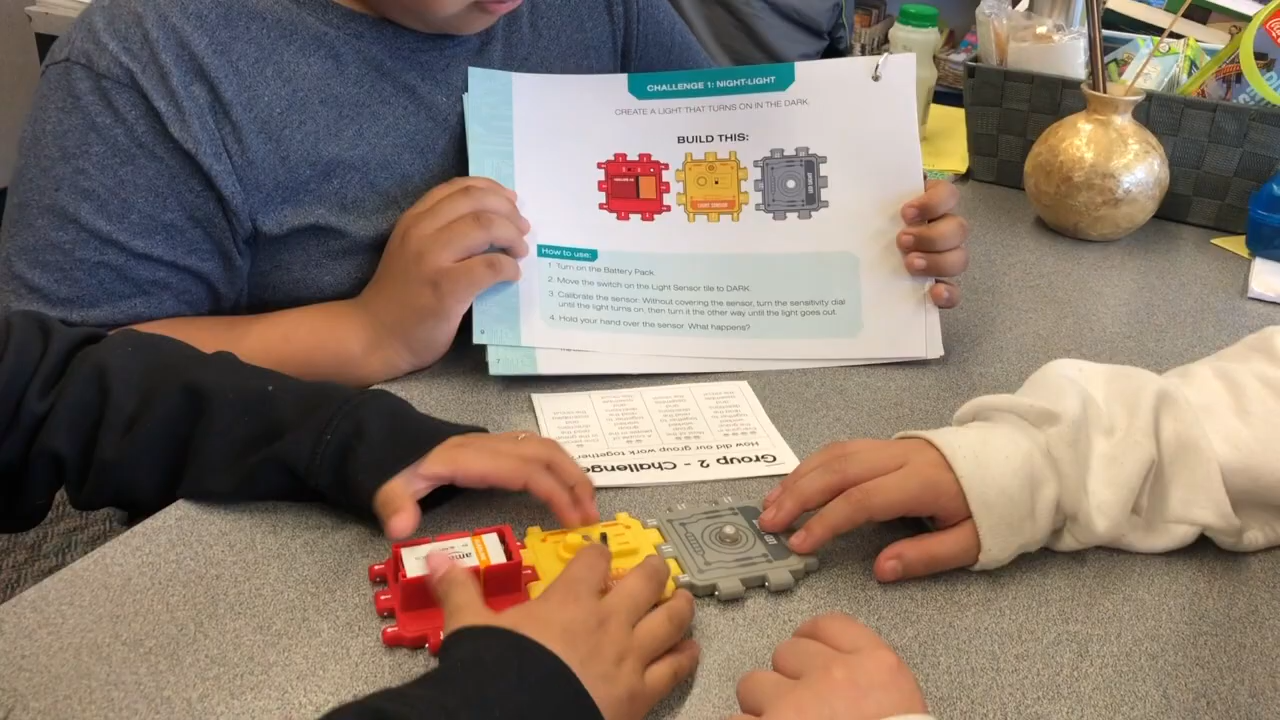 CHALLENGE 1: NIGHT-LIGHT
CREATE A LIGHT THAT TURNS ON IN THE DARK.
BUILD THIS:
LIGHT SENSOR
How to use:
1. Turn on the Battery Pack.
2. Move the switch on the Light Sensor tile to DARK.
3. Calibrate the sensor: Without covering the sensor, turn the sensitivity dial
until the light turns on, then turn it the other way until the light goes out.
4. Hold your hand over the sensor. What happens?
9
7
Group 2 - Challenge
How did our group work together?
ama
LED